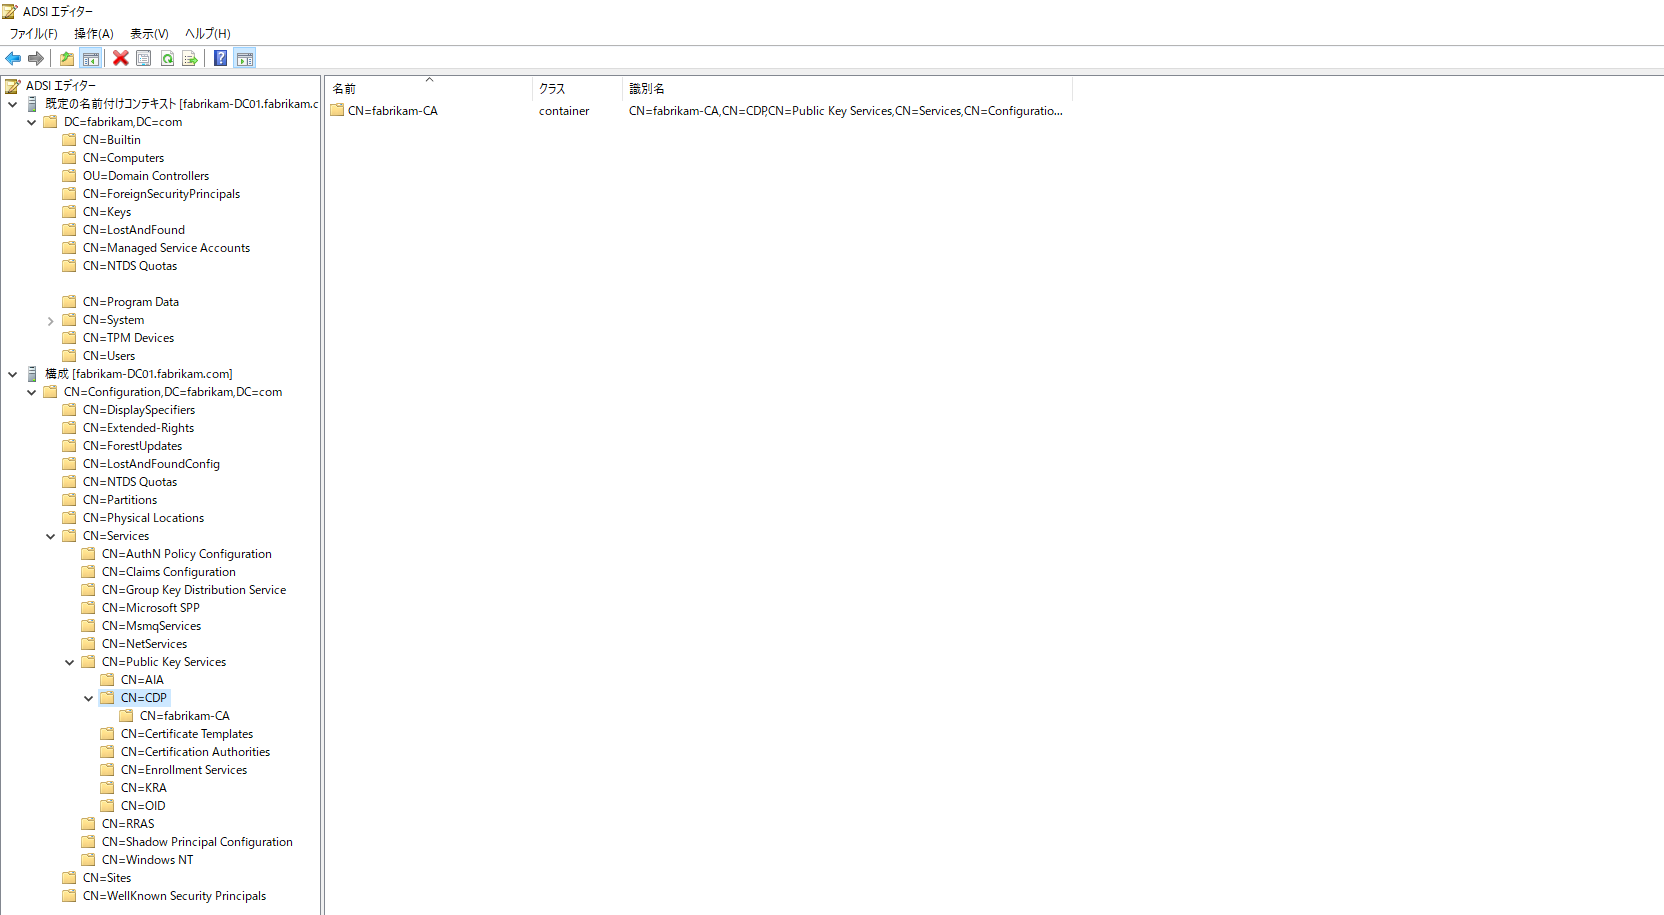 ADSI エディター
ファイル(F) 操作(A) 表示(V) ヘルプ(H)
ADSI エディター
既定の名前付けコンテキスト [fabrikam-DC01.fabrikam.c
DC=fabrikam,DC=com
CN=Builtin
CN=Computers
OU=Domain Controllers
CN=ForeignSecurityPrincipals
CN=Keys
CN=LostAndFound
CN=Managed Service Accounts
CN=NTDS Quotas
CN=Program Data
CN=System
CN=TPM Devices
CN=Users
構成 [fabrikam-DC01.fabrikam.com]
CN=Configuration,DC=fabrikam,DC=com
CN=DisplaySpecifiers
CN=Extended-Rights
CN=ForestUpdates
CN=LostAndFoundConfig
CN=NTDS Quotas
CN=Partitions
CN=Physical Locations
CN=Services
CN=AuthN Policy Configuration
CN=Claims Configuration
CN=Group Key Distribution Service
CN=Microsoft SPP
CN=MsmqServices
CN=NetServices
CN=Public Key Services
CN=AIA
CN=CDP
CN=fabrikam-CA
CN=Certificate Templates
CN=Certification Authorities
CN=Enrollment Services
CN=KRA
CN=OID
CN=RRAS
CN=Shadow Principal Configuration
CN=Windows NT
CN=Sites
CN=WellKnown Security Principals
名前 クラス 識別名
CN=fabrikam-CA container CN=fabrikam-CA,CN=CDP,CN=Public Key Services,CN=Services,CN=Configuratio...